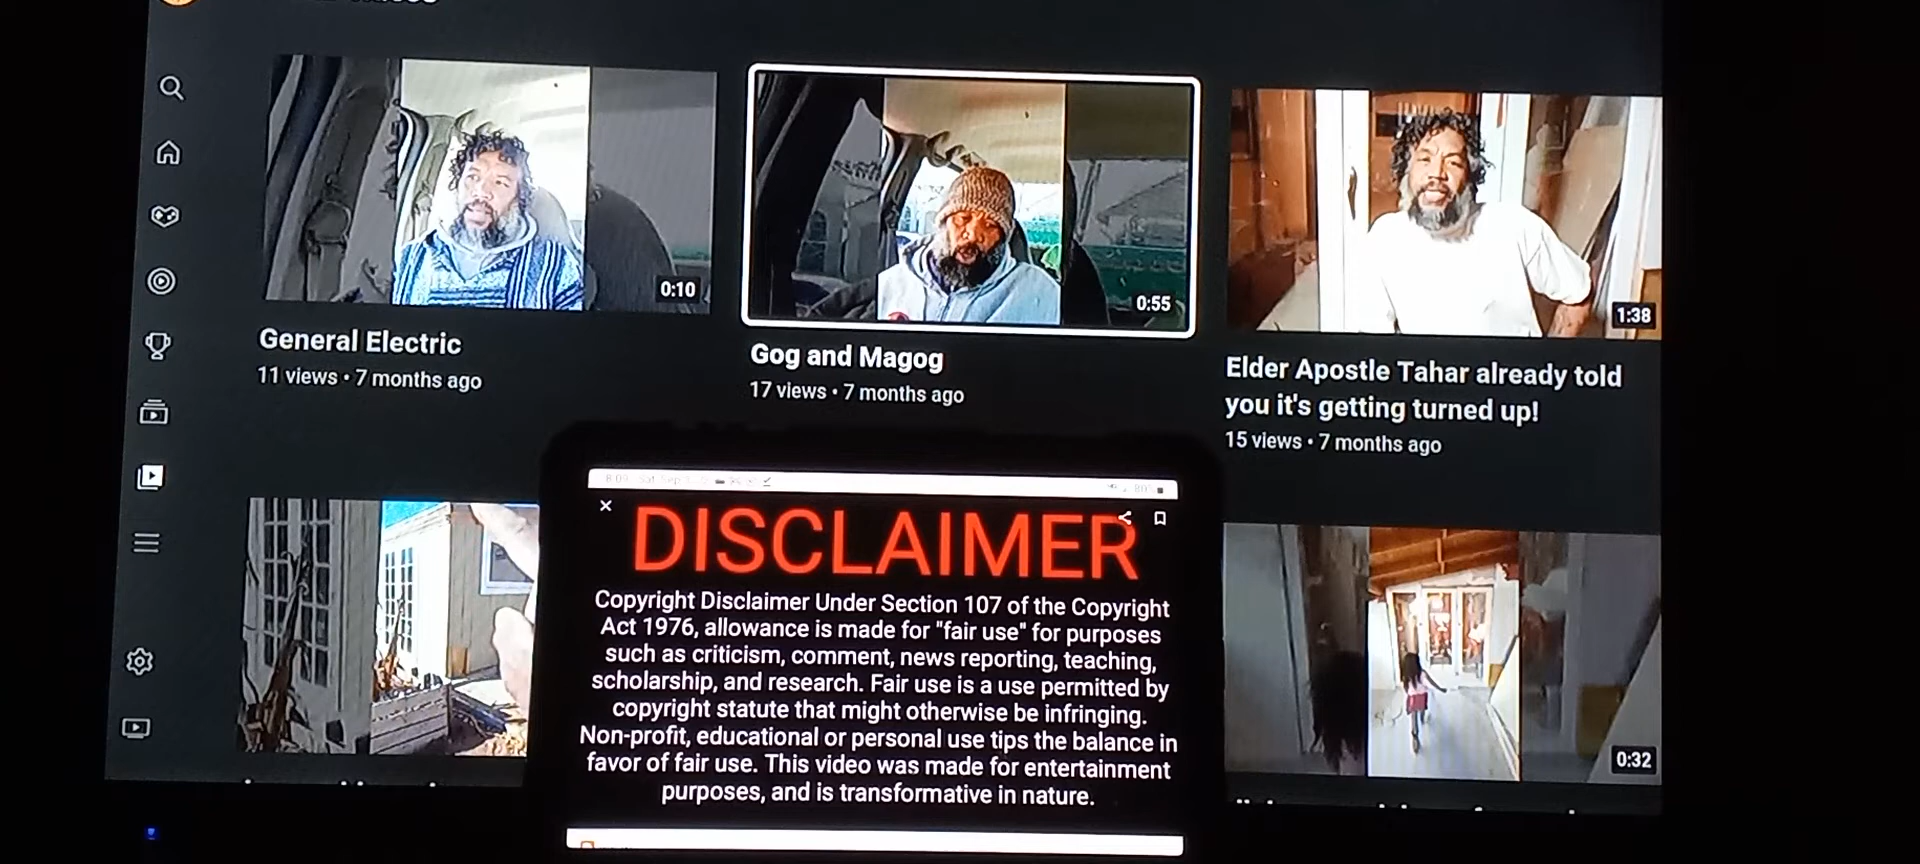 0:10
0:55
1:38
General Electric
11 views • 7 months ago
Gog and Magog
17 views • 7 months ago
Elder Apostle Tahar already told
you it's getting turned up!
15 views • 7 months ago
DISCLAIMER
Copyright Disclaimer Under Section 107 of the Copyright
Act 1976, allowance is made for "fair use" for purposes
such as criticism, comment, news reporting, teaching,
scholarship, and research. Fair use is a use permitted by
copyright statute that might otherwise be infringing.
Non-profit, educational or personal use tips the balance in
favor of fair use. This video was made for entertainment
purposes, and is transformative in nature.
0:32